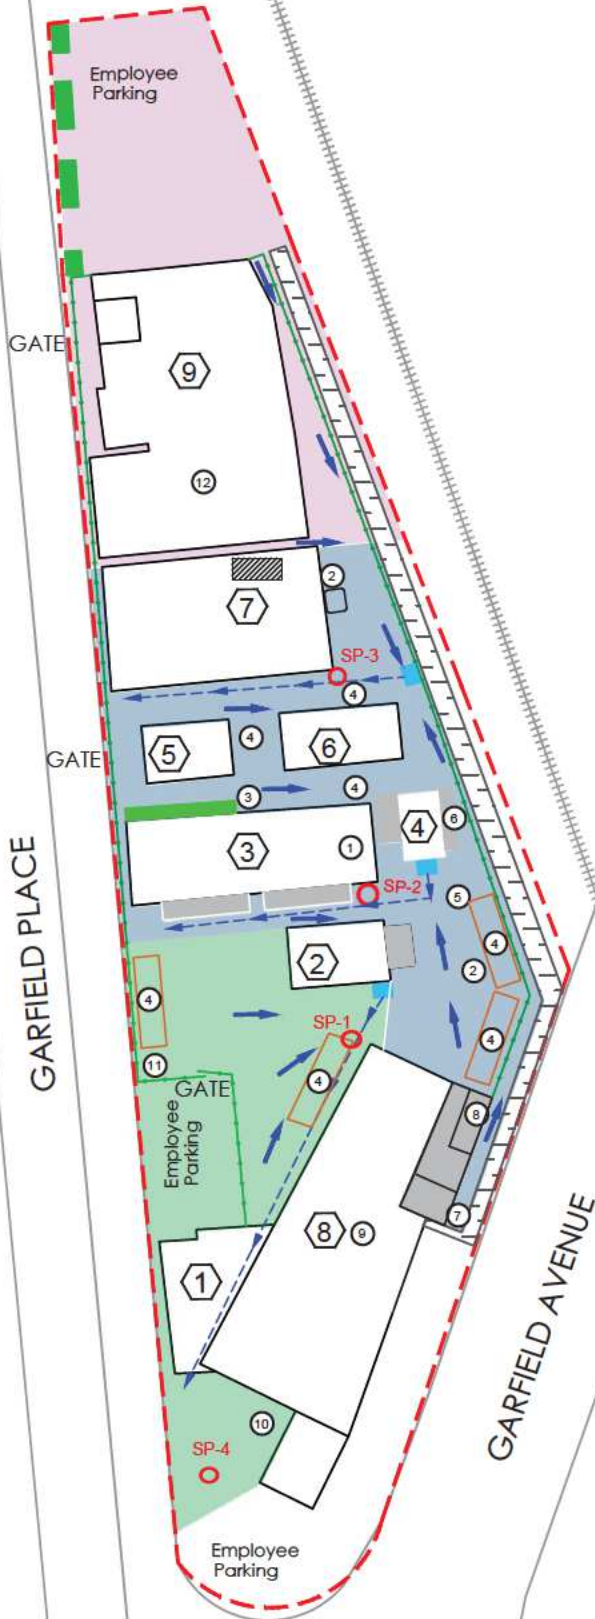 Employee
Parking
GATE
9
12
2
7
SP-3
4
5
4
6
GATE
3
4
3
1
4
6
SP-2
5
4
2
2
4
SP-1
4
11
GATE
4
8
Employee
Parking
7
8
9
1
10
SP-4
Employee
Parking
GARFIELD PLACE
GARFIELD AVENUE